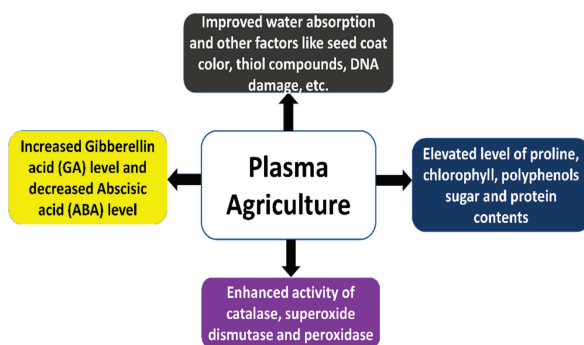 Improved water absorption
and other factors like seed coat
color, thiol compounds, DNA
damage, etc.
Increased Gibberellin
acid (GA) level and
decreased Abscisic
acid (ABA) level
Plasma
Agriculture
Elevated level of proline,
chlorophyll, polyphenols
sugar and protein
contents
Enhanced activity of
catalase, superoxide
dismutase and peroxidase